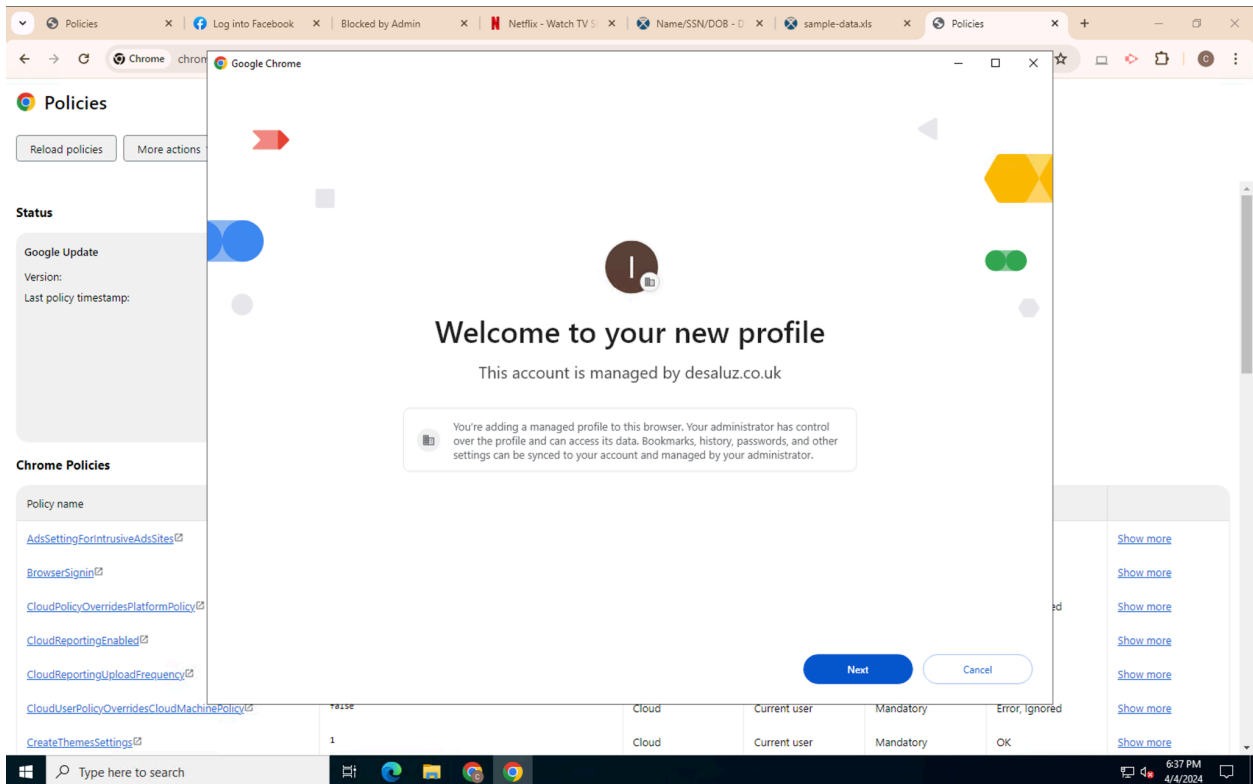 Policies
Log into Facebook
Blocked by Admin
Netflix - Watch TV S
Name/SSN/DOB - D
sample-data.xls
Policies
Chrome
chrom
C
Google Chrome
Policies
Reload policies
More actions
Status
Google Update
Version:
Last policy timestamp:
I
Welcome to your new profile
This account is managed by desaluz.co.uk
You're adding a managed profile to this browser. Your administrator has control
over the profile and can access its data. Bookmarks, history, passwords, and other
settings can be synced to your account and managed by your administrator.
Next
Cancel
Chrome Policies
Policy name
AdsSettingForIntrusiveAdsSites Show more
BrowserSignin Show more
CloudPolicyOverridesPlatformPolicy ed Show more
CloudReportingEnabled Show more
CloudReportingUploadFrequency Show more
CloudUserPolicyOverridesCloudMachinePolicy false Cloud Current user Mandatory Error, Ignored Show more
CreateThemesSettings 1 Cloud Current user Mandatory OK Show more
Type here to search
6:37 PM
4/4/2024